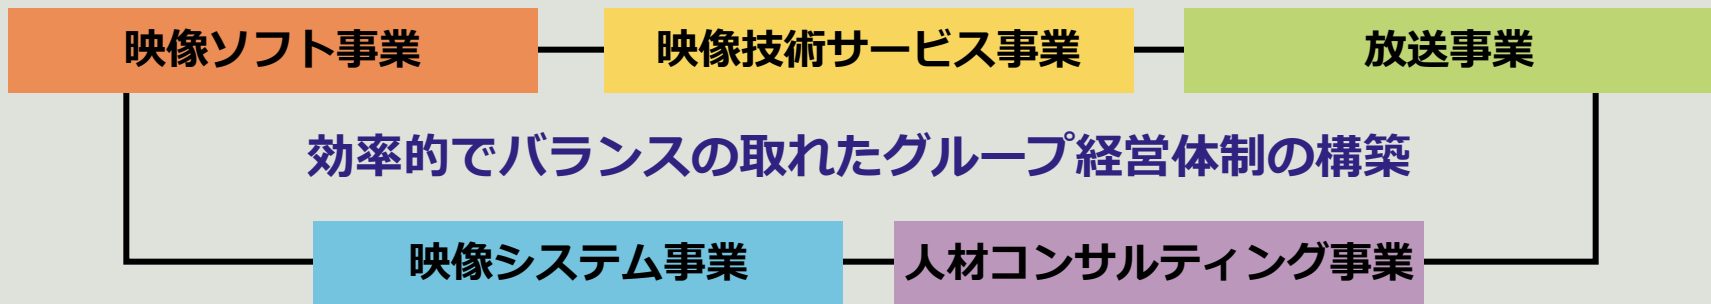 映像ソフト事業
映像技術サービス事業
放送事業
効率的でバランスの取れたグループ経営体制の構築
映像システム事業
人材コンサルティング事業